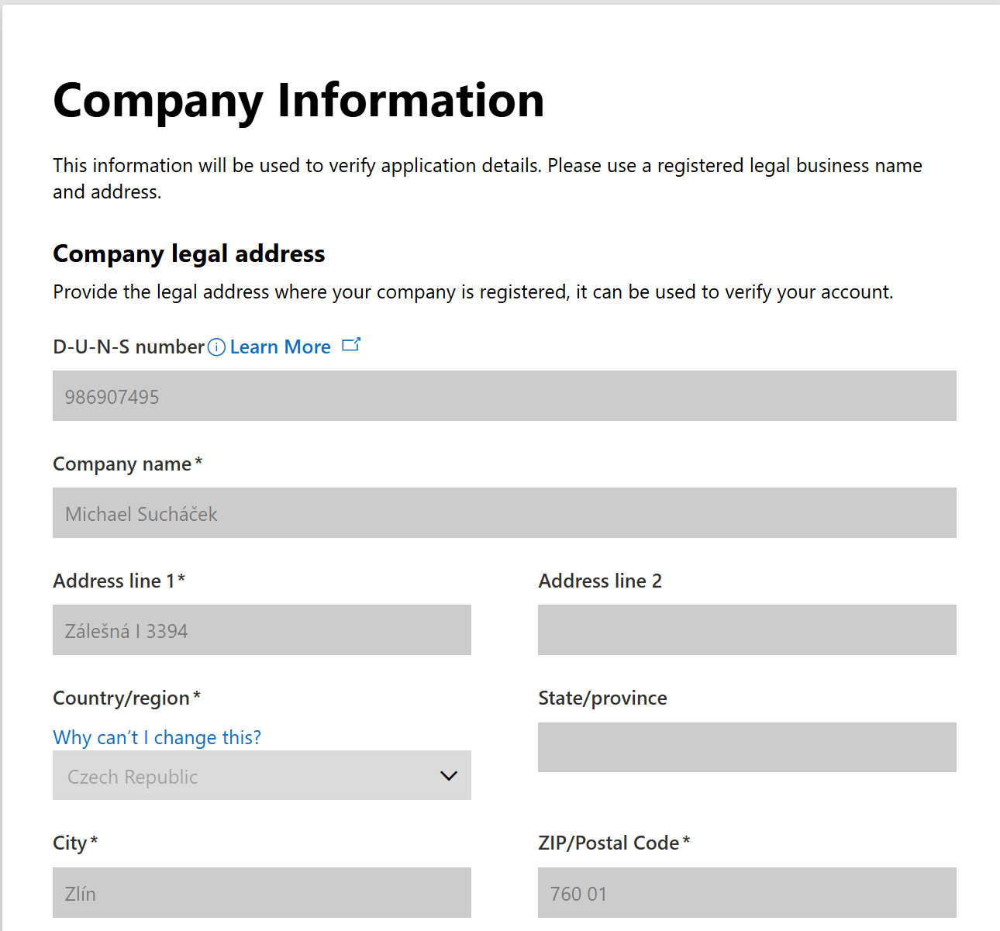 Company Information
This information will be used to verify application details. Please use a registered legal business name
and address.
Company legal address
Provide the legal address where your company is registered, it can be used to verify your account.
D-U-N-S number Learn More
986907495
Company name*
Michael Sucháček
Address line 1* Address line 2
Zálešná I 3394
Country/region* State/province
Why can’t I change this?
Czech Republic
City* ZIP/Postal Code*
Zlín 760 01